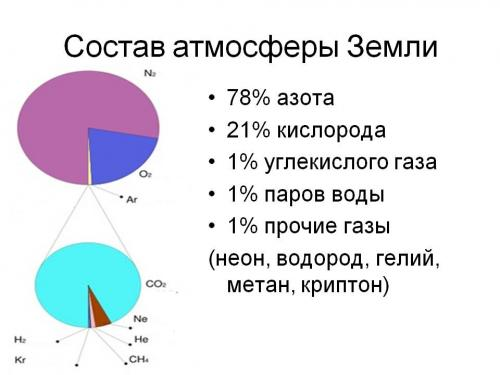 Состав атмосферы Земли
N₂
O₂
Ar
CO₂
Ne
H₂
He
Kr
CH₄
• 78% азота
• 21% кислорода
• 1% углекислого газа
• 1% паров воды
• 1% прочие газы
(неон, водород, гелий,
метан, криптон)